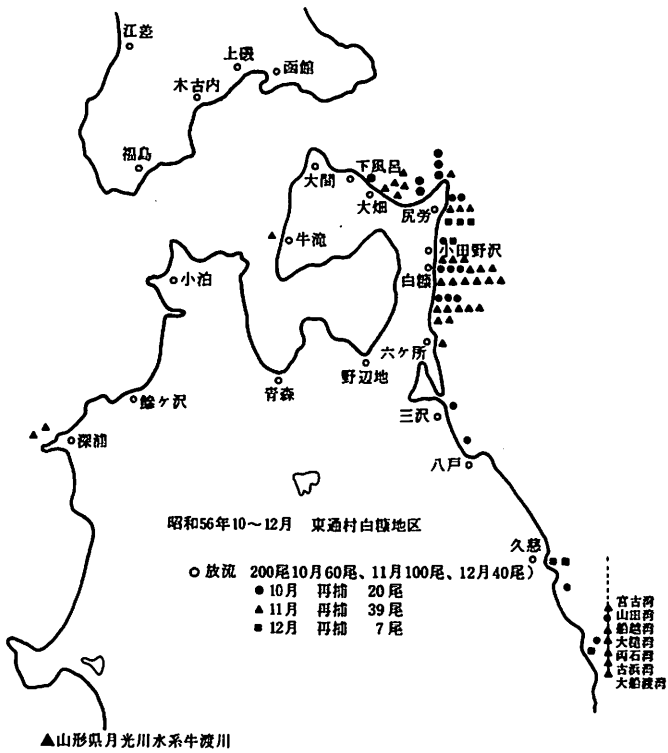 江差
上磯
函館
木古内
福島
下風呂
大間
大畑
尻労
牛滝
小田野沢
白糠
小泊
六ケ所
野辺地
青森
鰺ケ沢
三沢
深浦
八戸
昭和56年10～12月 東通村白糠地区
久慈
○ 放流 200尾10月60尾、11月100尾、12月40尾)
● 10月 再捕 20尾
▲ 11月 再捕 39尾
■ 12月 再捕 7尾
宮古湾
山田湾
船越湾
大槌湾
両石湾
古浜湾
大船渡湾
▲山形県月光川水系牛渡川